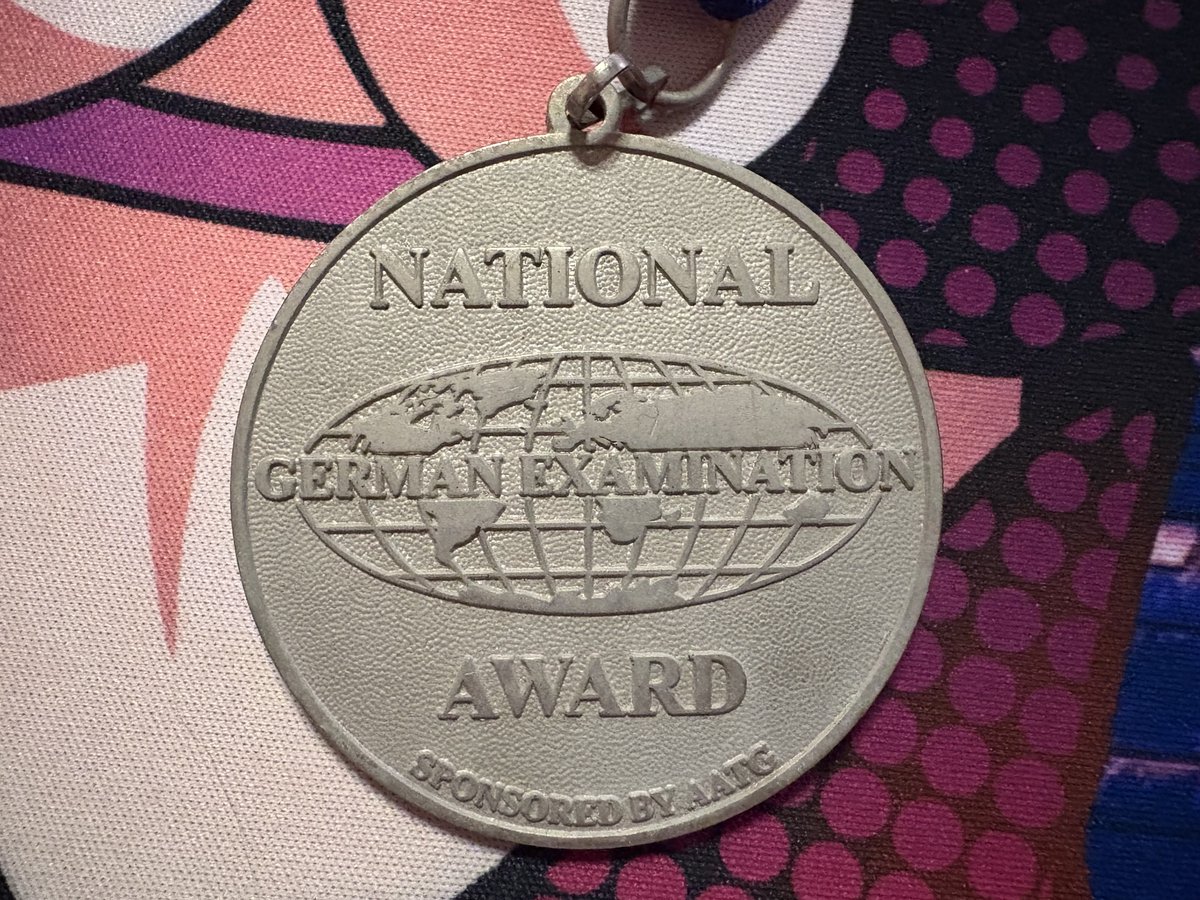 NATIONAL
GERMAN EXAMINATION
AWARD
SPONSORED BY AATG